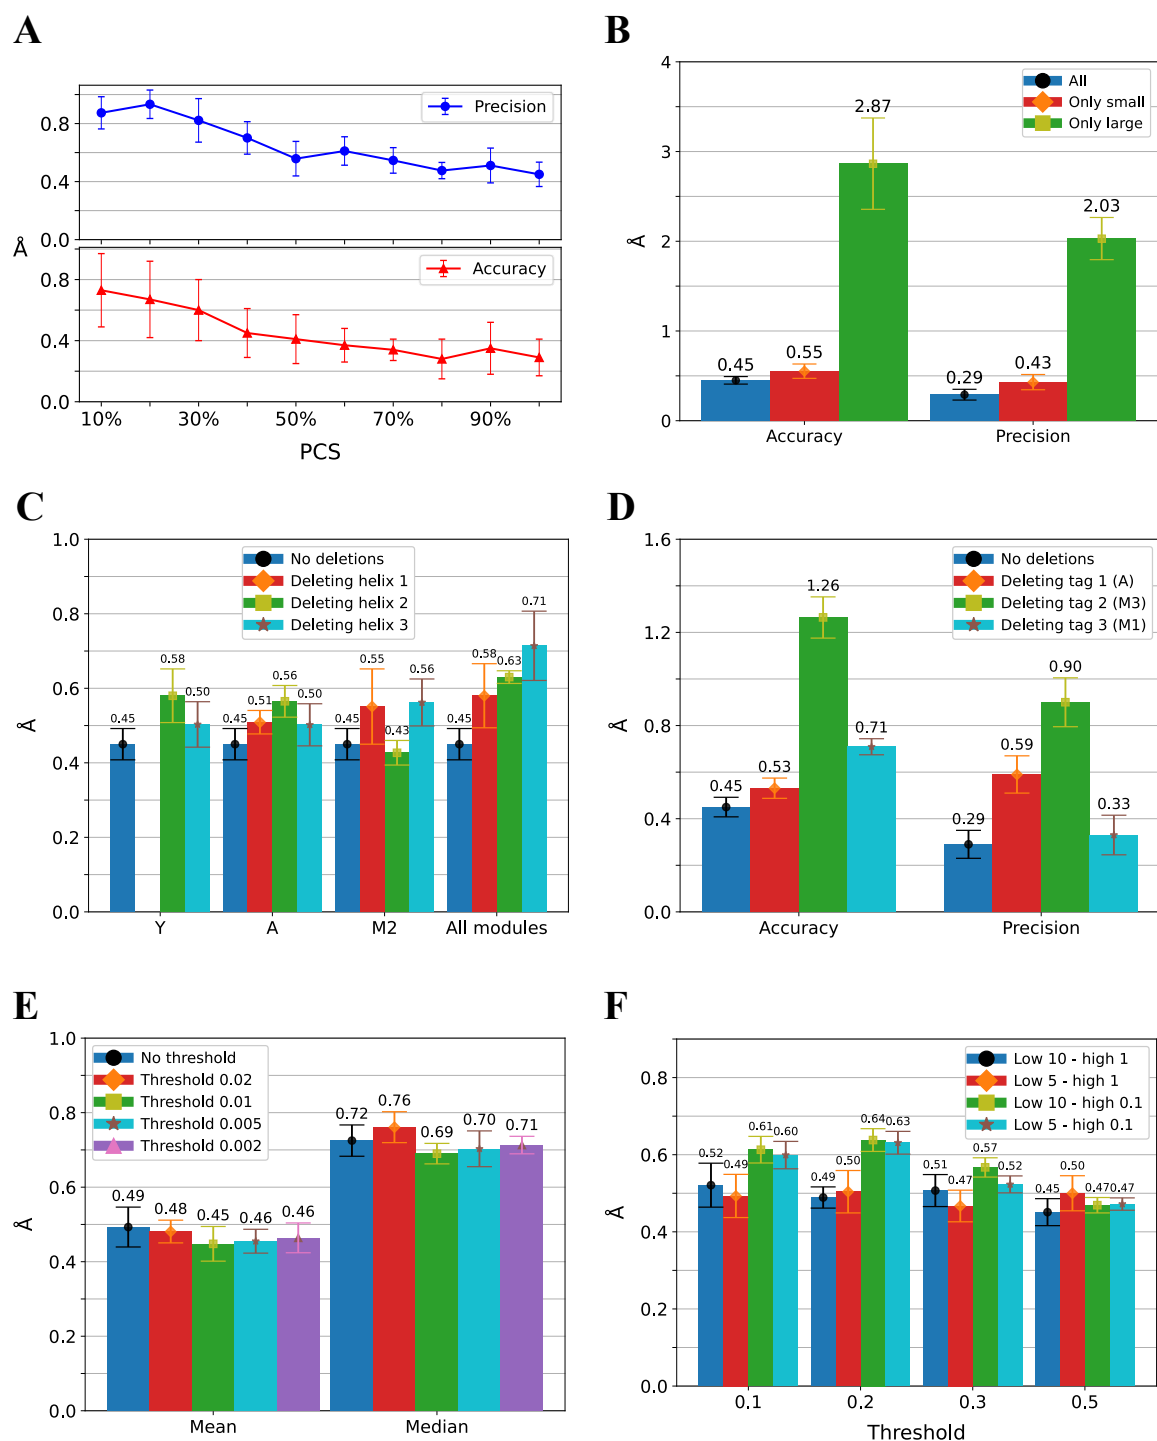 A
Precision
0.8
0.4
0.0
Å
Accuracy
0.8
0.4
0.0
10% 30% 50% 70% 90%
PCS
B
All
Only small
Only large
4
3
2
1
0
Å
0.45 0.55 2.87 0.29 0.43 2.03
Accuracy Precision
C
No deletions
Deleting helix 1
Deleting helix 2
Deleting helix 3
1.0
0.8
0.6
0.4
0.2
0.0
Å
0.45 0.58 0.50 0.45 0.51 0.56 0.50 0.45 0.55 0.43 0.56 0.45 0.58 0.63 0.71
Y A M2 All modules
D
No deletions
Deleting tag 1 (A)
Deleting tag 2 (M3)
Deleting tag 3 (M1)
1.6
1.2
0.8
0.4
0.0
Å
0.45 0.53 1.26 0.71 0.29 0.59 0.90 0.33
Accuracy Precision
E
No threshold
Threshold 0.02
Threshold 0.01
Threshold 0.005
Threshold 0.002
1.0
0.8
0.6
0.4
0.2
0.0
Å
0.49 0.48 0.45 0.46 0.46 0.72 0.76 0.69 0.70 0.71
Mean Median
F
Low 10 - high 1
Low 5 - high 1
Low 10 - high 0.1
Low 5 - high 0.1
0.8
0.6
0.4
0.2
0.0
Å
0.52 0.49 0.61 0.60 0.49 0.50 0.64 0.63 0.51 0.47 0.57 0.52 0.45 0.50 0.47 0.47
0.1 0.2 0.3 0.5
Threshold